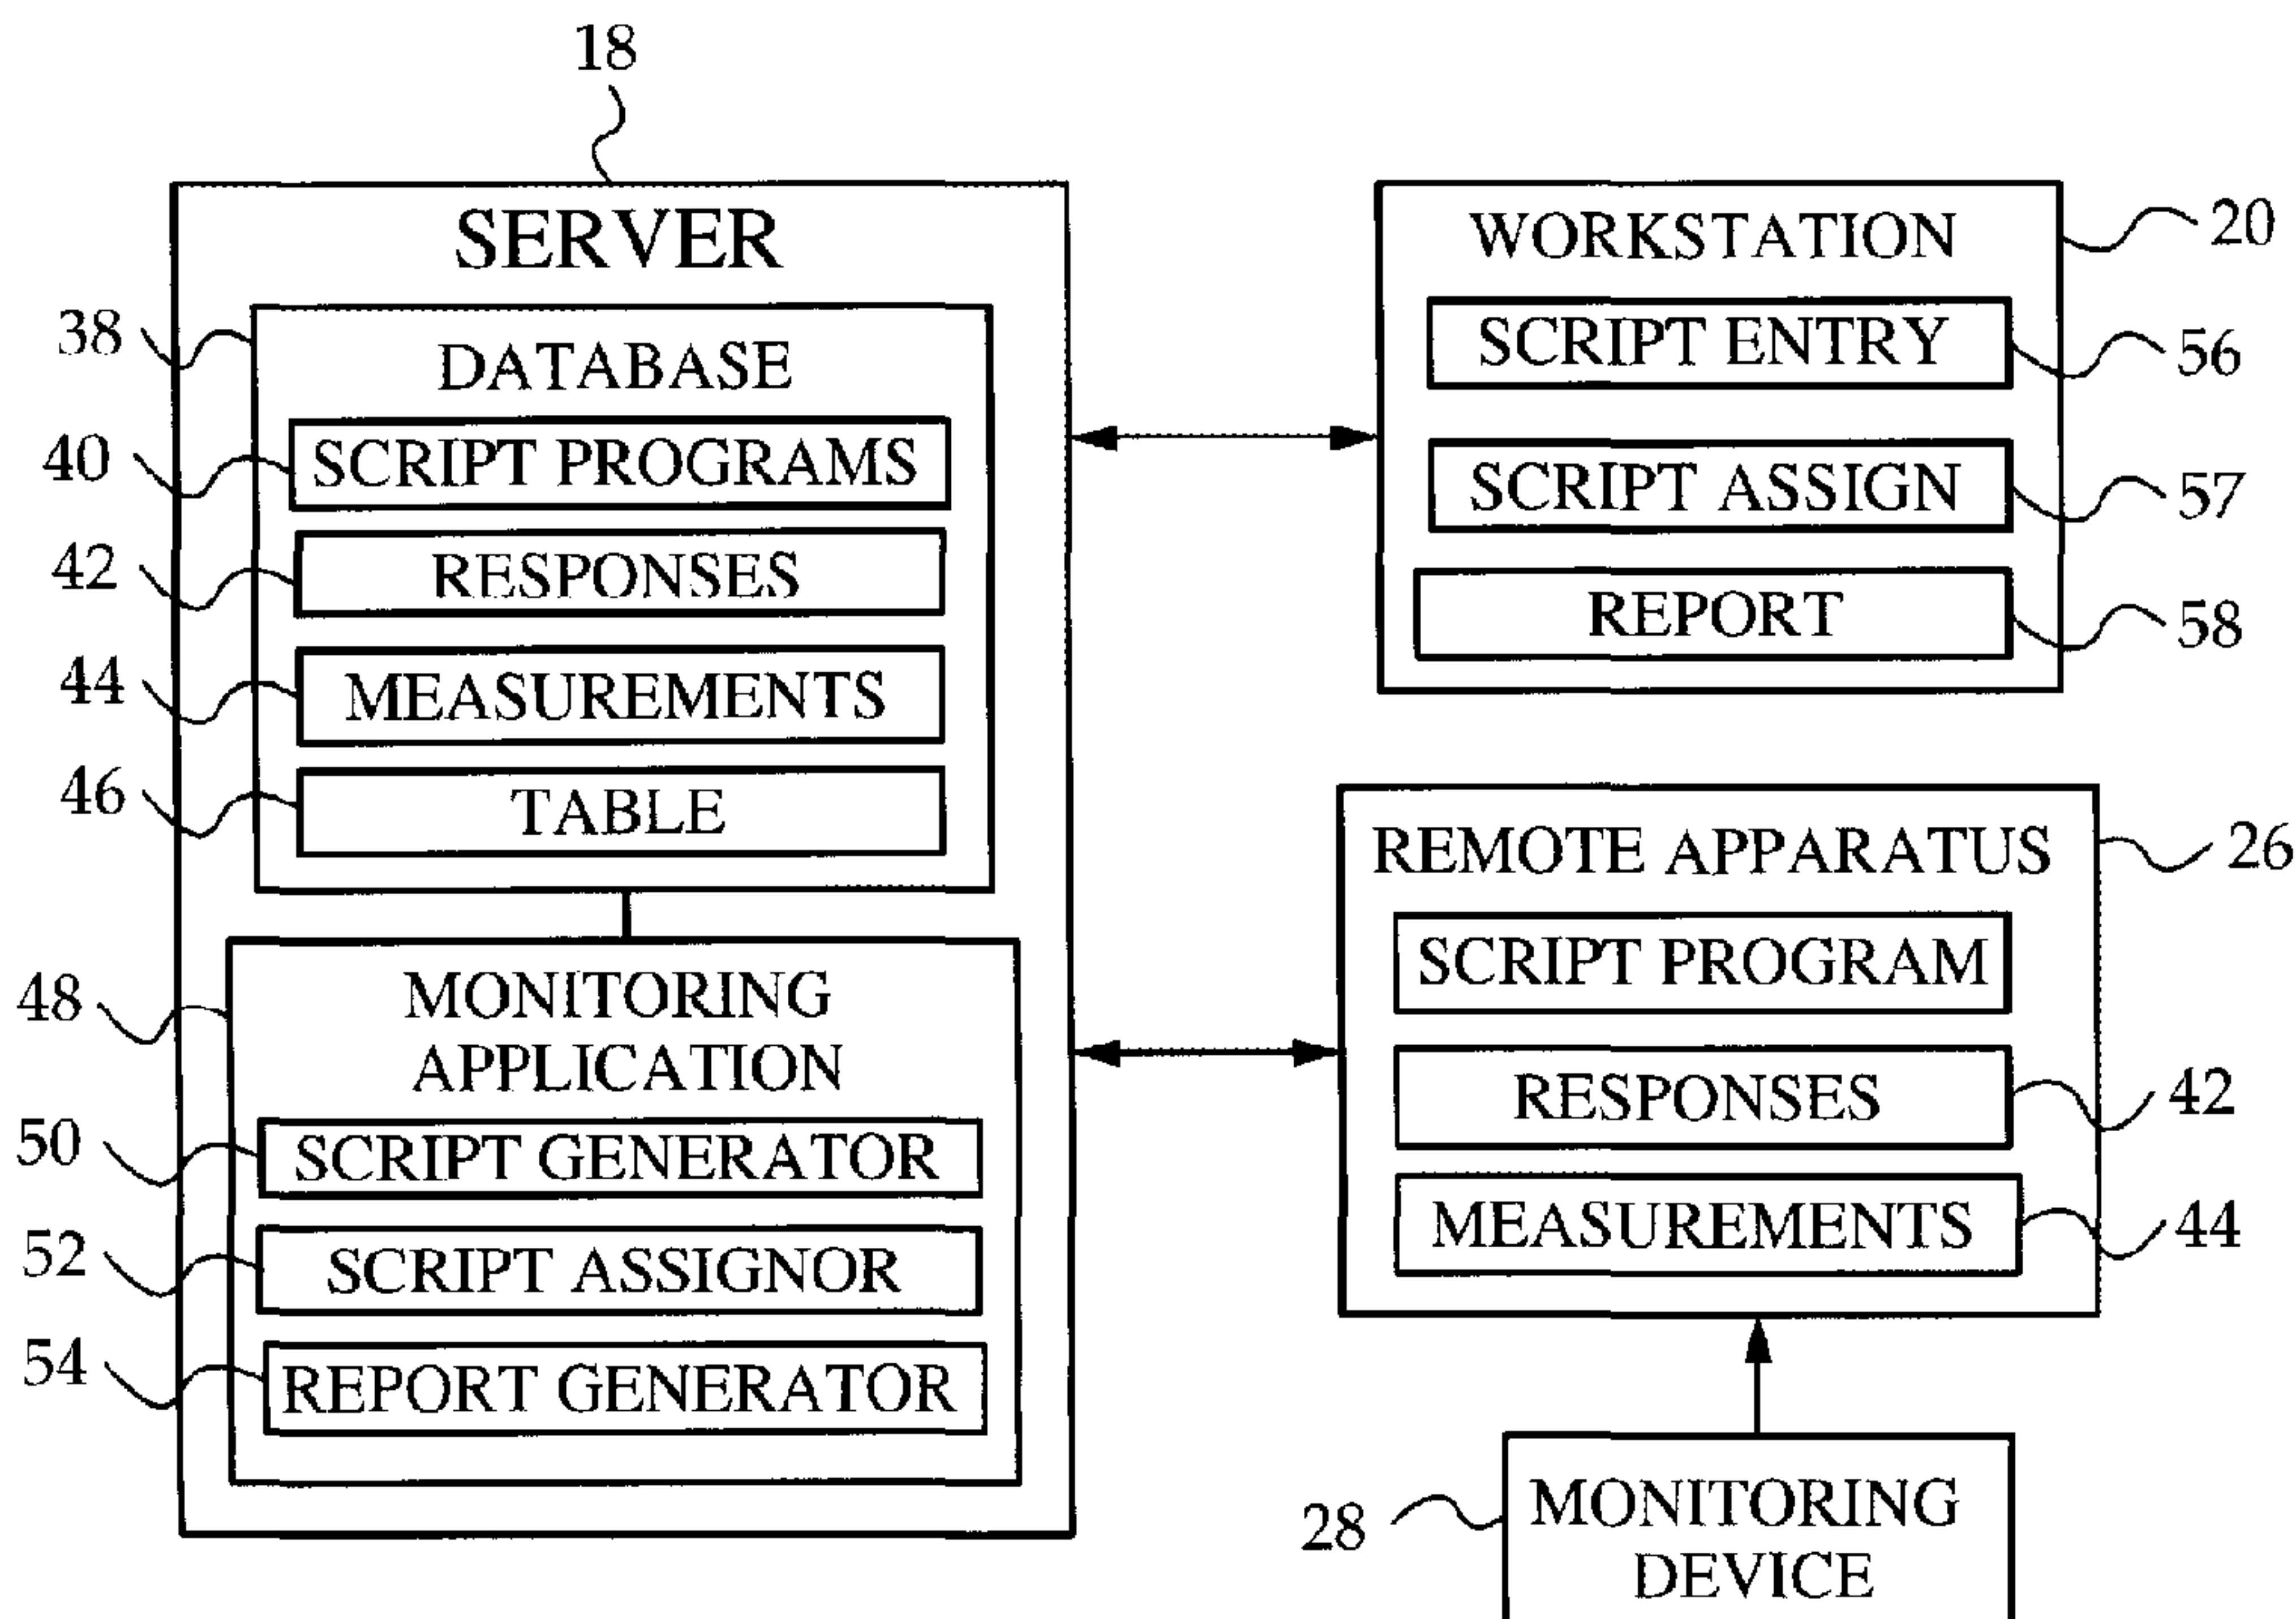 18
SERVER
38
DATABASE
40
SCRIPT PROGRAMS
42
RESPONSES
44
MEASUREMENTS
46
TABLE
48
MONITORING
APPLICATION
50
SCRIPT GENERATOR
52
SCRIPT ASSIGNOR
54
REPORT GENERATOR
WORKSTATION
20
SCRIPT ENTRY
56
SCRIPT ASSIGN
57
REPORT
58
REMOTE APPARATUS
26
SCRIPT PROGRAM
RESPONSES
42
MEASUREMENTS
44
28
MONITORING
DEVICE